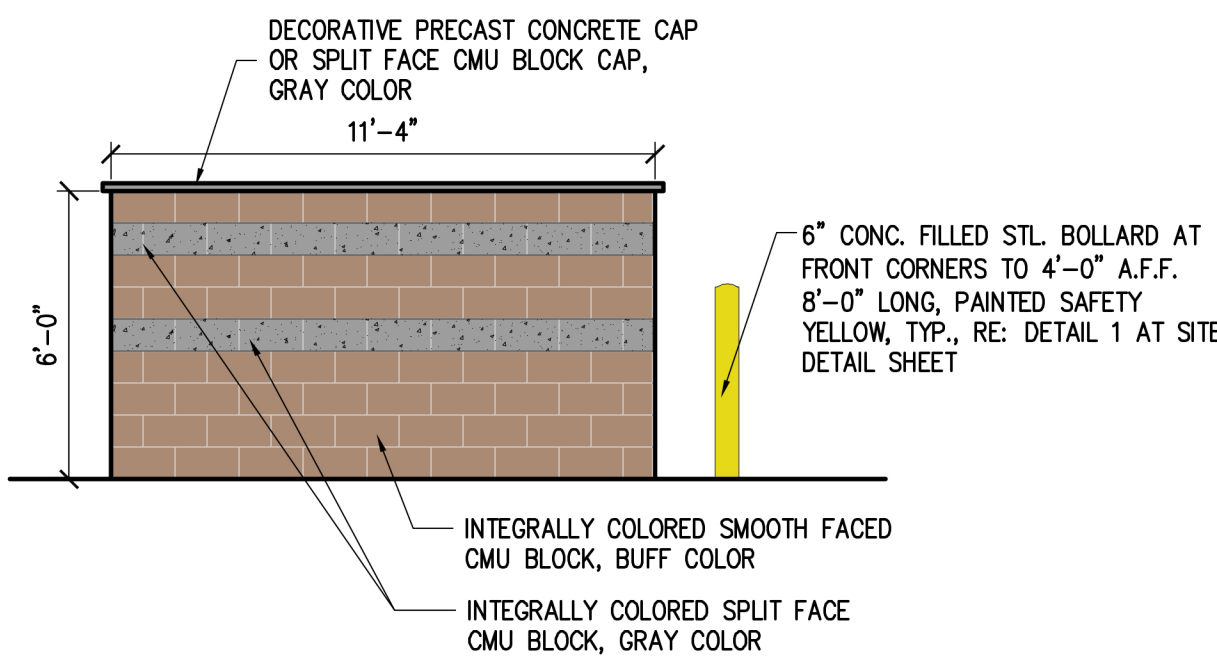 DECORATIVE PRECAST CONCRETE CAP
OR SPLIT FACE CMU BLOCK CAP,
GRAY COLOR
11'–4"
6'–0"
6" CONC. FILLED STL. BOLLARD AT
FRONT CORNERS TO 4'–0" A.F.F.
8'–0" LONG, PAINTED SAFETY
YELLOW, TYP., RE: DETAIL 1 AT SITE
DETAIL SHEET
INTEGRALLY COLORED SMOOTH FACED
CMU BLOCK, BUFF COLOR
INTEGRALLY COLORED SPLIT FACE
CMU BLOCK, GRAY COLOR